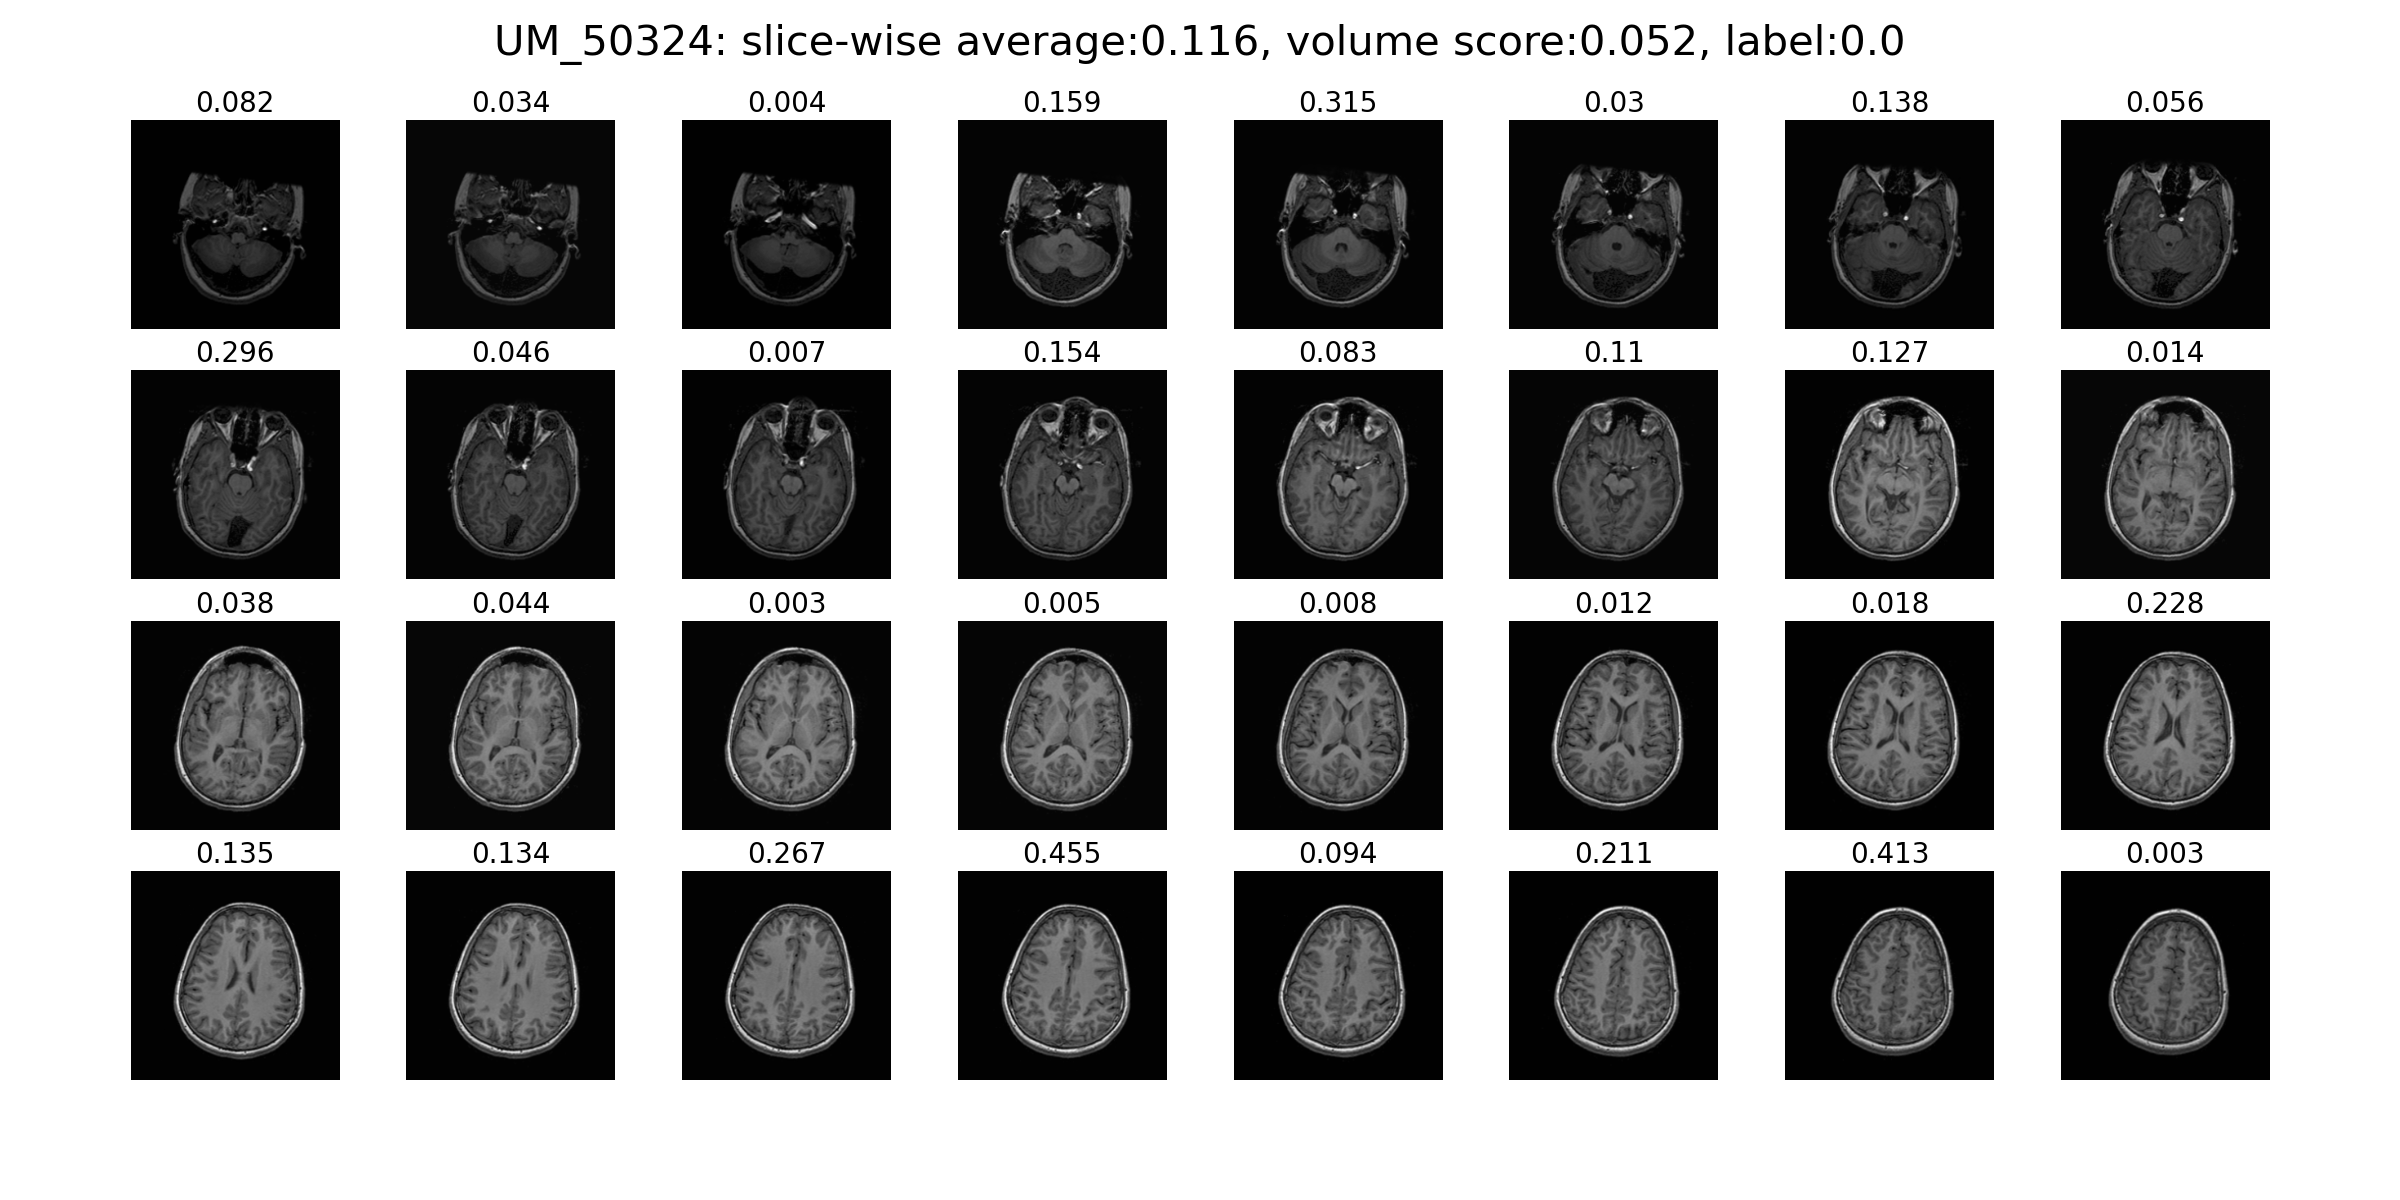 UM_50324: slice-wise average:0.116, volume score:0.052, label:0.0
0.082 0.034 0.004 0.159 0.315 0.03 0.138 0.056
0.296 0.046 0.007 0.154 0.083 0.11 0.127 0.014
0.038 0.044 0.003 0.005 0.008 0.012 0.018 0.228
0.135 0.134 0.267 0.455 0.094 0.211 0.413 0.003